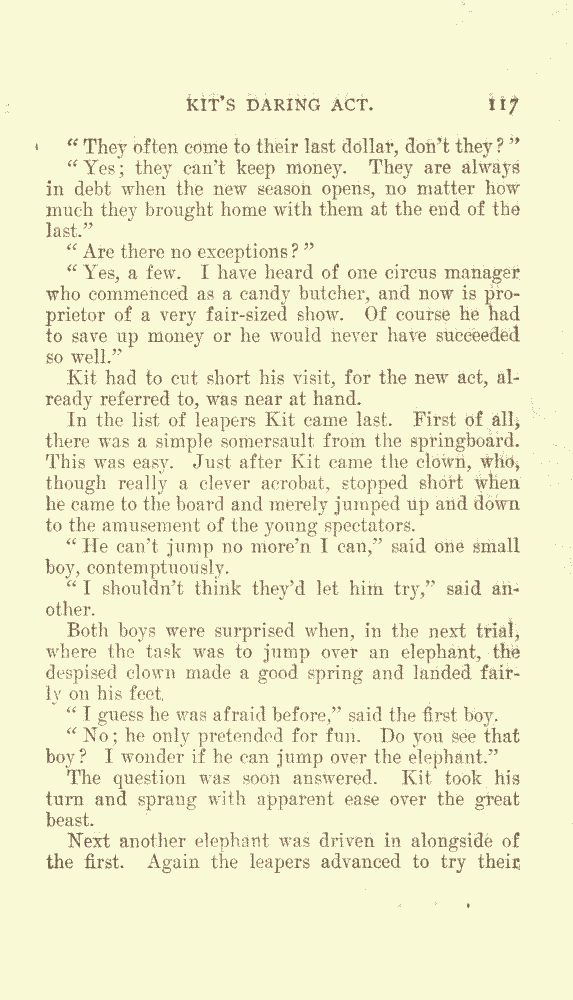 KIT'S DARING ACT. 117
"They often come to their last dollar, don't they?"
"Yes; they can't keep money. They are always
in debt when the new season opens, no matter how
much they brought home with them at the end of the
last."
"Are there no exceptions?"
"Yes, a few. I have heard of one circus manager
who commenced as a candy butcher, and now is pro-
prietor of a very fair-sized show. Of course he had
to save up money or he would never have succeeded
so well."
Kit had to cut short his visit, for the new act, al-
ready referred to, was near at hand.
In the list of leapers Kit came last. First of all,
there was a simple somersault from the springboard.
This was easy. Just after Kit came the clown, who,
though really a clever acrobat, stopped short when
he came to the board and merely jumped up and down
to the amusement of the young spectators.
"He can't jump no more'n I can," said one small
boy, contemptuously.
"I shouldn't think they'd let him try," said an-
other.
Both boys were surprised when, in the next trial,
where the task was to jump over an elephant, the
despised clown made a good spring and landed fair-
ly on his feet.
"I guess he was afraid before," said the first boy.
"No; he only pretended for fun. Do you see that
boy? I wonder if he can jump over the elephant."
The question was soon answered. Kit took his
turn and sprang with apparent ease over the great
beast.
Next another elephant was driven in alongside of
the first. Again the leapers advanced to try their